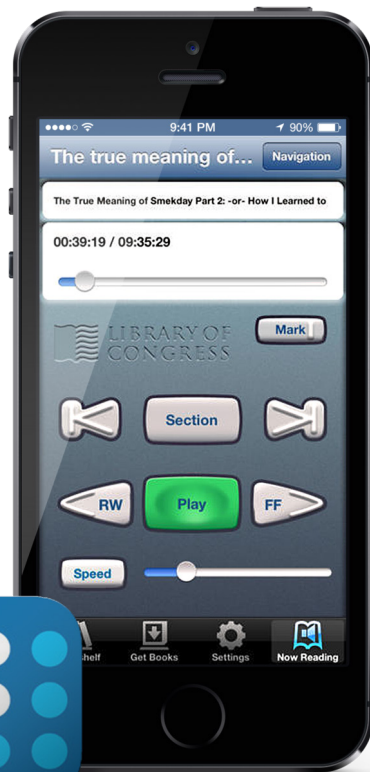 9:41 PM
90%
The true meaning of...
Navigation
The True Meaning of Smekday Part 2: -or- How I Learned to
00:39:19 / 09:35:29
LIBRARY OF
CONGRESS
Mark
Section
RW
Play
FF
Speed
helf
Get Books
Settings
Now Reading